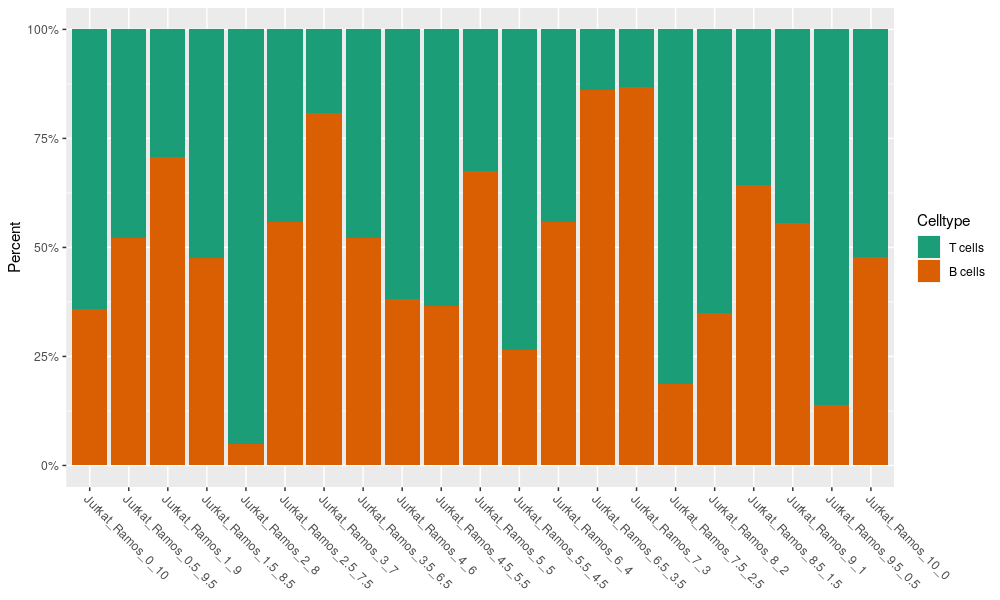 100%
75%
50%
25%
0%
Percent
Celltype
T cells
B cells
Jurkat_Ramos_0_10
Jurkat_Ramos_0.5_9.5
Jurkat_Ramos_1_9
Jurkat_Ramos_1.5_8.5
Jurkat_Ramos_2_8
Jurkat_Ramos_2.5_7.5
Jurkat_Ramos_3_7
Jurkat_Ramos_3.5_6.5
Jurkat_Ramos_4_6
Jurkat_Ramos_4.5_5.5
Jurkat_Ramos_5_5
Jurkat_Ramos_5.5_4.5
Jurkat_Ramos_6_4
Jurkat_Ramos_6.5_3.5
Jurkat_Ramos_7_3
Jurkat_Ramos_7.5_2.5
Jurkat_Ramos_8_2
Jurkat_Ramos_8.5_1.5
Jurkat_Ramos_9_1
Jurkat_Ramos_9.5_0.5
Jurkat_Ramos_10_0